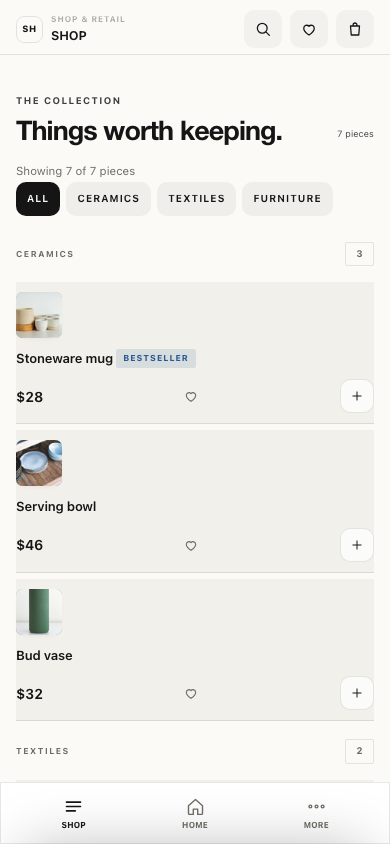 SH
SHOP & RETAIL
SHOP
THE COLLECTION
Things worth keeping.
7 pieces
Showing 7 of 7 pieces
ALL
CERAMICS
TEXTILES
FURNITURE
CERAMICS
3
Stoneware mug BESTSELLER
$28
Serving bowl
$46
Bud vase
$32
TEXTILES
2
SHOP
HOME
MORE